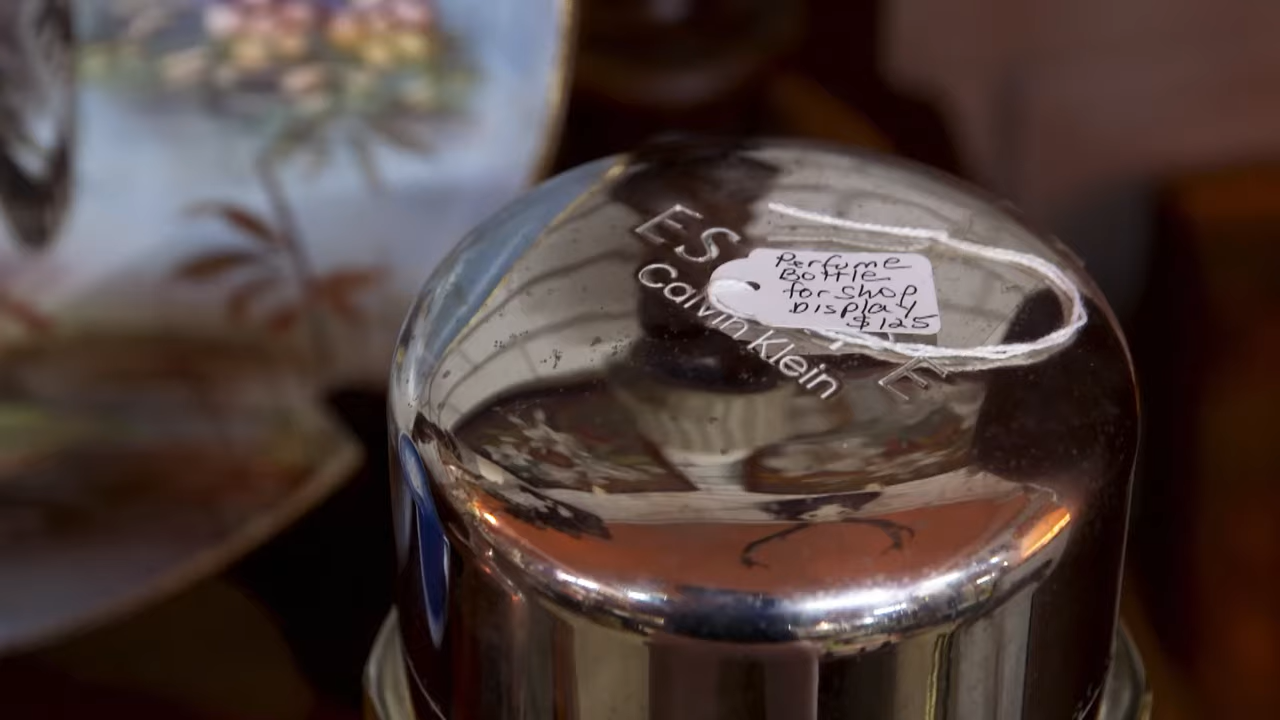 ES
E
Calvin Klein
Perfume
Bottle
for shop
Display
$125